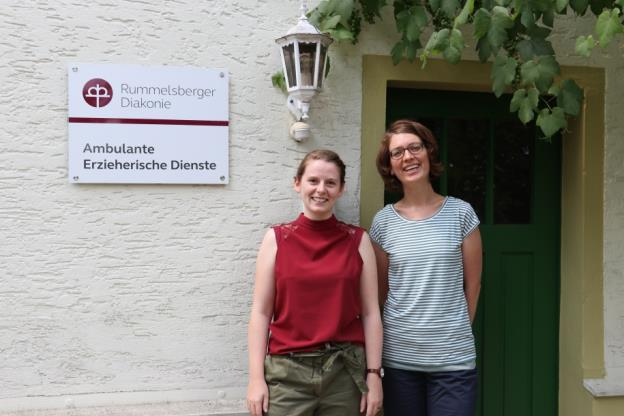 Rummelsberger
Diakonie
Ambulante
Erzieherische Dienste